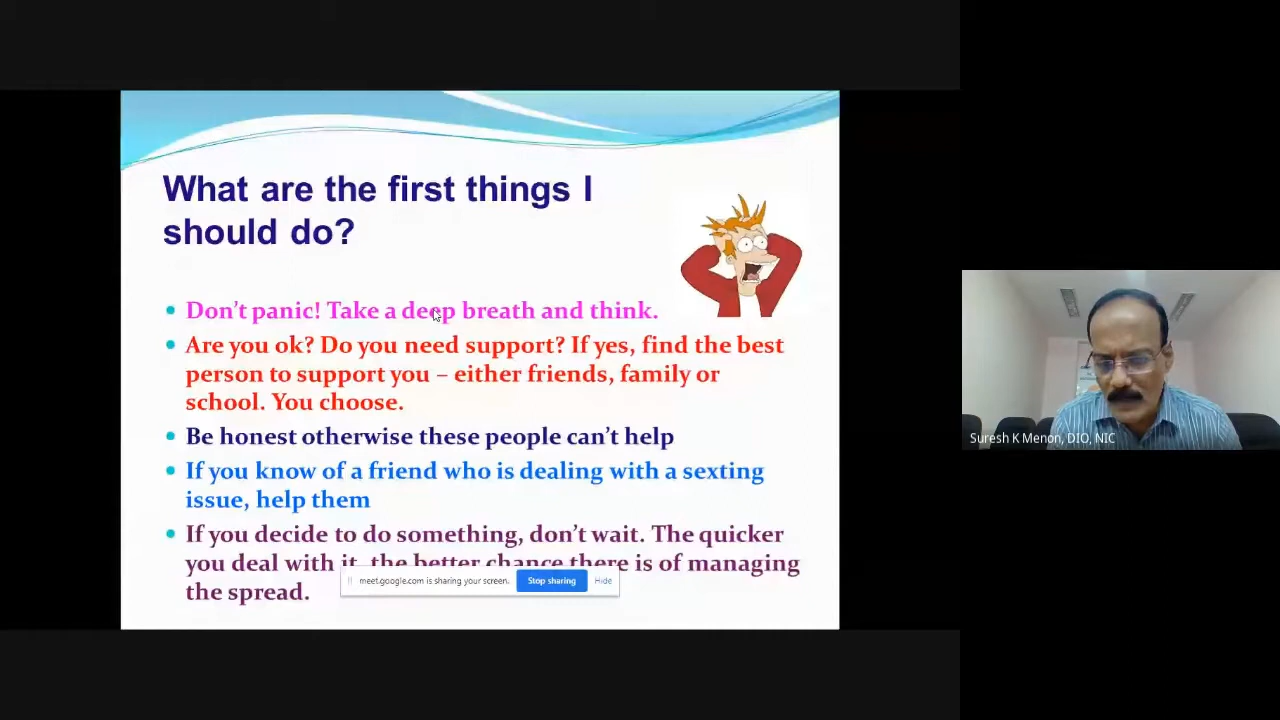 What are the first things I
should do?
Don't panic! Take a deep breath and think.
Are you ok? Do you need support? If yes, find the best
person to support you – either friends, family or
school. You choose.
Be honest otherwise these people can't help
If you know of a friend who is dealing with a sexting
issue, help them
If you decide to do something, don't wait. The quicker
you deal with it, the better chance there is of managing
the spread.
meet.google.com is sharing your screen.
Stop sharing
Hide
Suresh K Menon, DIO, NIC